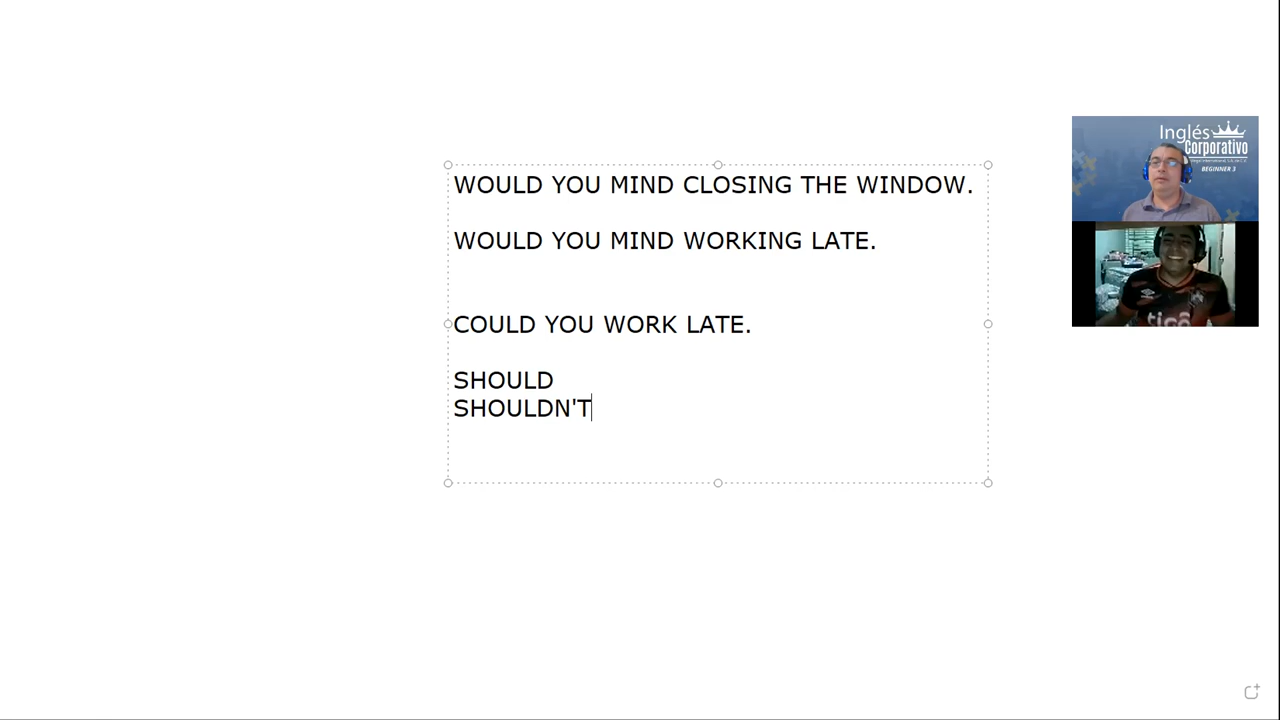 WOULD YOU MIND CLOSING THE WINDOW.
WOULD YOU MIND WORKING LATE.
COULD YOU WORK LATE.
SHOULD
SHOULDN'T
Inglés
Corporativo
BEGINNER 3
tigo